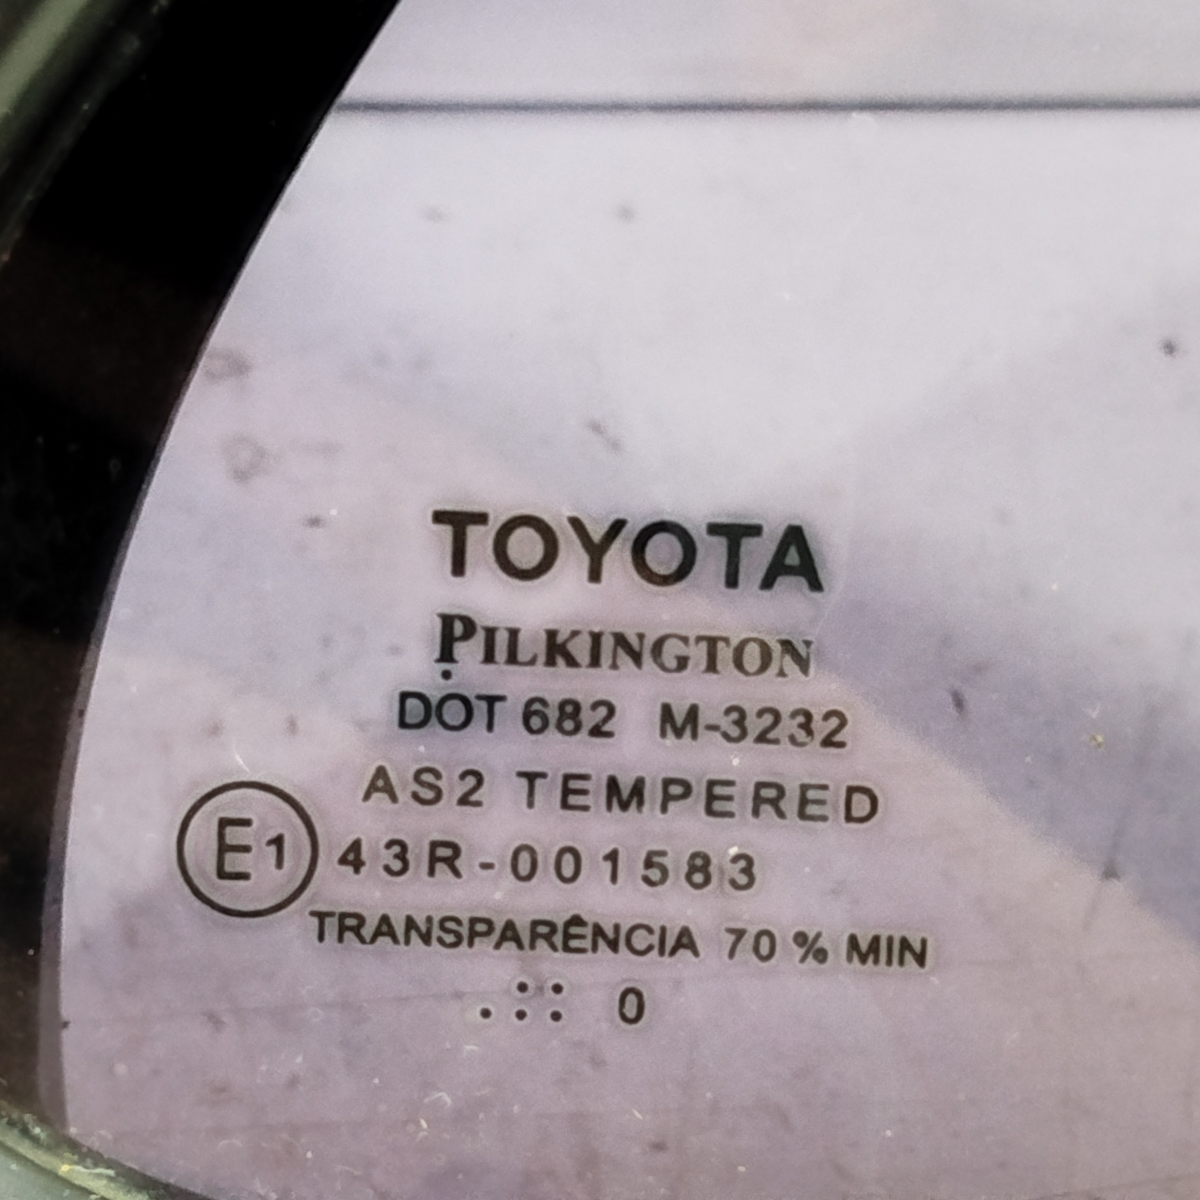 TOYOTA
PILKINGTON
DOT 682 M-3232
AS2 TEMPERED
E1 43R-001583
TRANSPARÊNCIA 70 % MIN
.:: 0